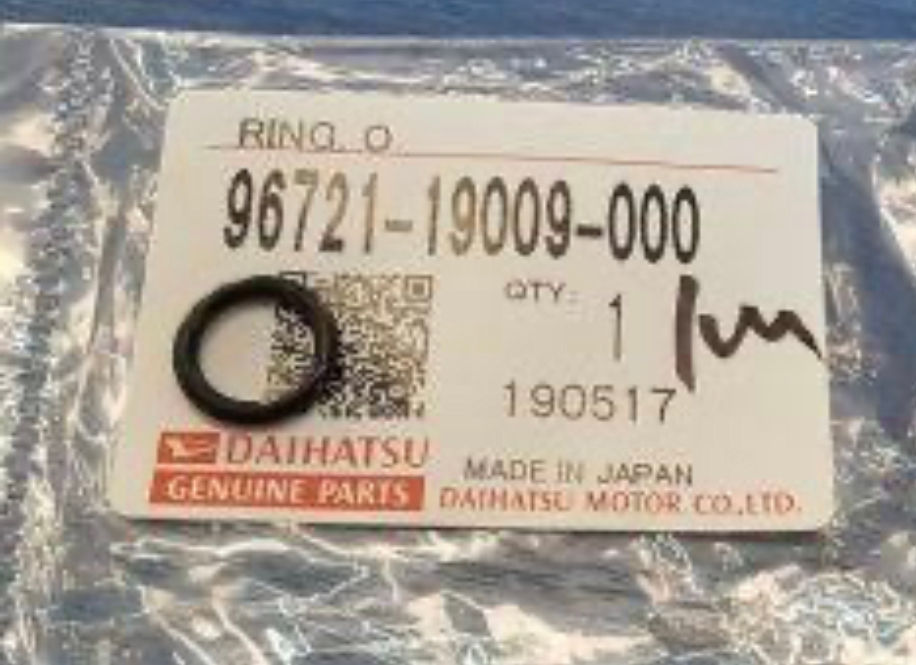 RING, O
96721-19009-000
QTY:
1
190517
DAIHATSU
GENUINE PARTS
MADE IN JAPAN
DAIHATSU MOTOR CO.,LTD.